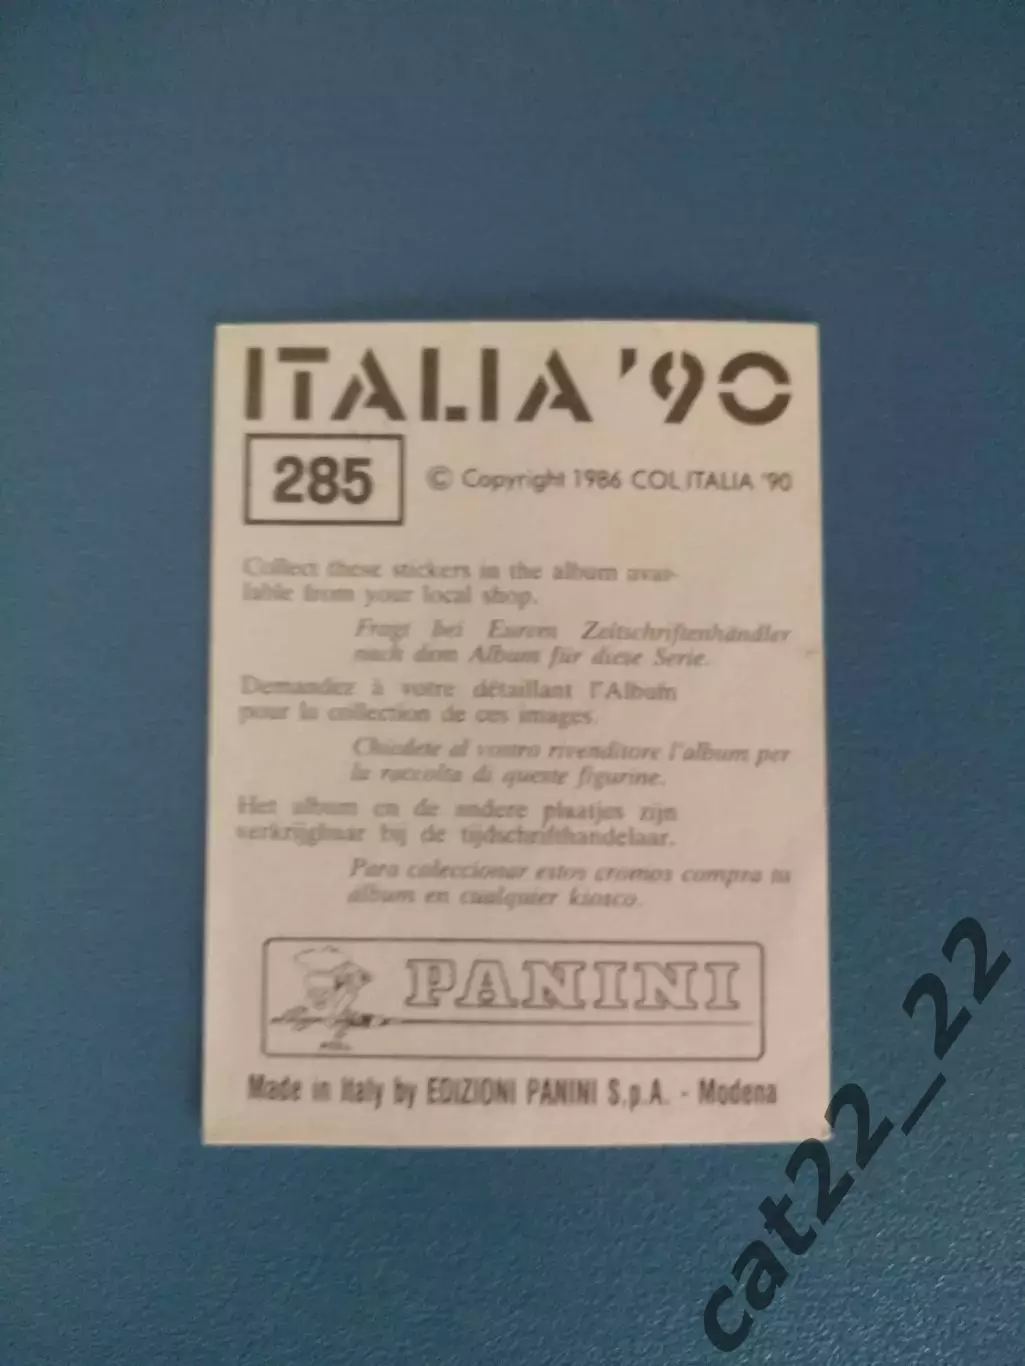 ITALIA '90
285
© Copyright 1986 COL ITALIA '90
Collect these stickers in the album avai-
lable from your local shop.
Fragt bei Eurem Zeitschriftenhändler
nach dem Album für diese Serie.
Demandez à votre détaillant l'Album
pour la collection de ces images.
Chiedete al vostro rivenditore l'album per
la raccolta di queste figurine.
Het album en de andere plaatjes zijn
verkrijgbaar bij de tijdschrifthandelaar.
Para coleccionar estos cromos compra tu
álbum en cualquier kiosco.
PANINI
Made in Italy by EDIZIONI PANINI S.p.A. - Modena
cat22_22